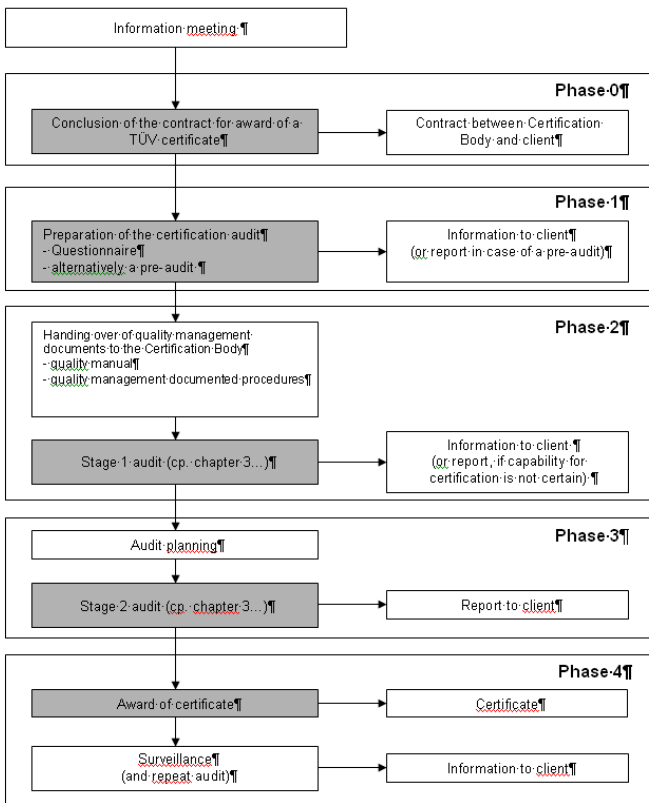 Information meeting ¶
Phase 0¶
Conclusion of the contract for award of a
TÜV certificate¶
Contract between Certification
Body and client¶
Phase 1¶
Preparation of the certification audit¶
- Questionnaire¶
- alternatively a pre-audit ¶
Information to client¶
(or report in case of a pre-audit)¶
Phase 2¶
Handing over of quality management
documents to the Certification Body¶
- quality manual¶
- quality management documented procedures¶
Stage 1 audit (cp. chapter 3...)¶
Information to client ¶
(or report, if capability for
certification is not certain) ¶
Phase 3¶
Audit planning¶
Stage 2 audit (cp. chapter 3...)¶
Report to client¶
Phase 4¶
Award of certificate¶
Certificate¶
Surveillance¶
(and repeat audit)¶
Information to client¶